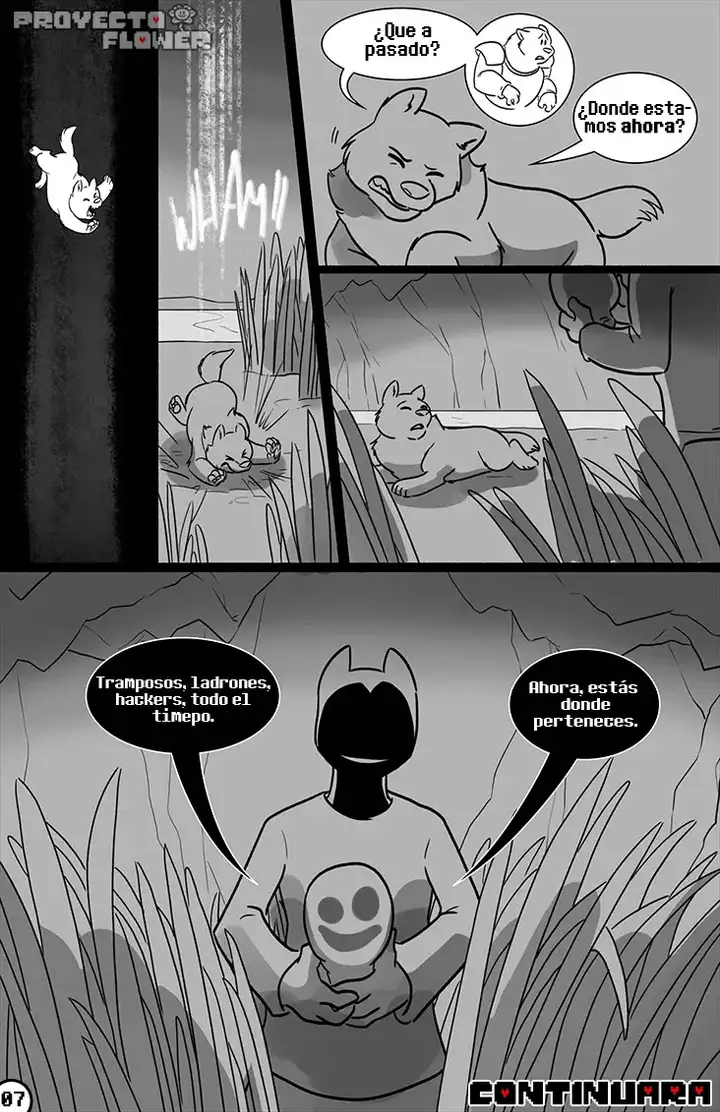 PROYECTO
FLOWER
¿Que a
pasado?
¿Donde esta-
mos ahora?
WHAM!!
Tramposos, ladrones,
hackers, todo el
timepo.
Ahora, estás
donde
perteneces.
07
CONTINUARA